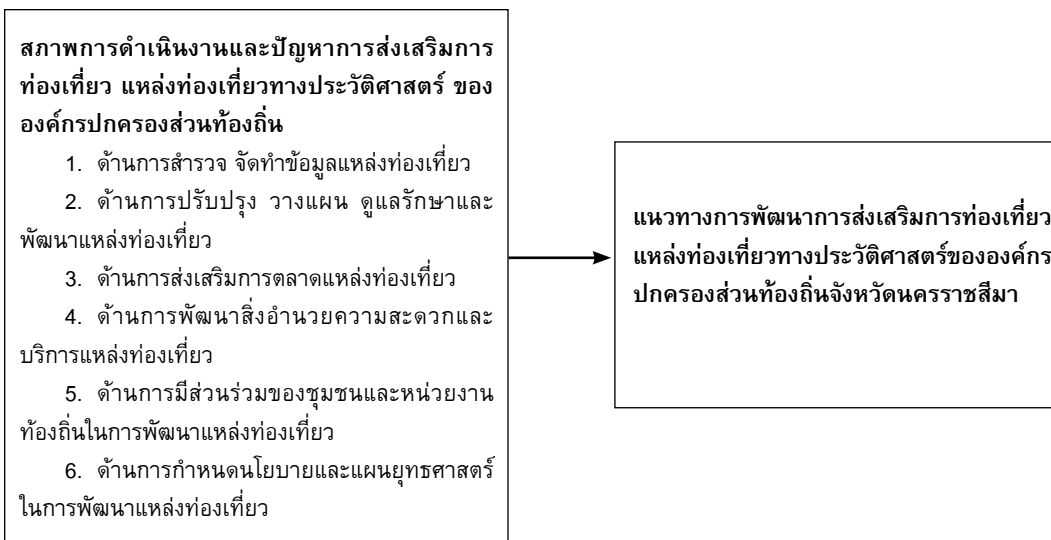 สภาพการดำเนินงานและปัญหาการส่งเสริมการ
ท่องเที่ยว แหล่งท่องเที่ยวทางประวัติศาสตร์ ของ
องค์กรปกครองส่วนท้องถิ่น
1. ด้านการสำรวจ จัดทำข้อมูลแหล่งท่องเที่ยว
2. ด้านการปรับปรุง วางแผน ดูแลรักษาและ
พัฒนาแหล่งท่องเที่ยว
3. ด้านการส่งเสริมการตลาดแหล่งท่องเที่ยว
4. ด้านการพัฒนาสิ่งอำนวยความสะดวกและ
บริการแหล่งท่องเที่ยว
5. ด้านการมีส่วนร่วมของชุมชนและหน่วยงาน
ท้องถิ่นในการพัฒนาแหล่งท่องเที่ยว
6. ด้านการกำหนดนโยบายและแผนยุทธศาสตร์
ในการพัฒนาแหล่งท่องเที่ยว
แนวทางการพัฒนาการส่งเสริมการท่องเที่ยว
แหล่งท่องเที่ยวทางประวัติศาสตร์ขององค์กร
ปกครองส่วนท้องถิ่นจังหวัดนครราชสีมา